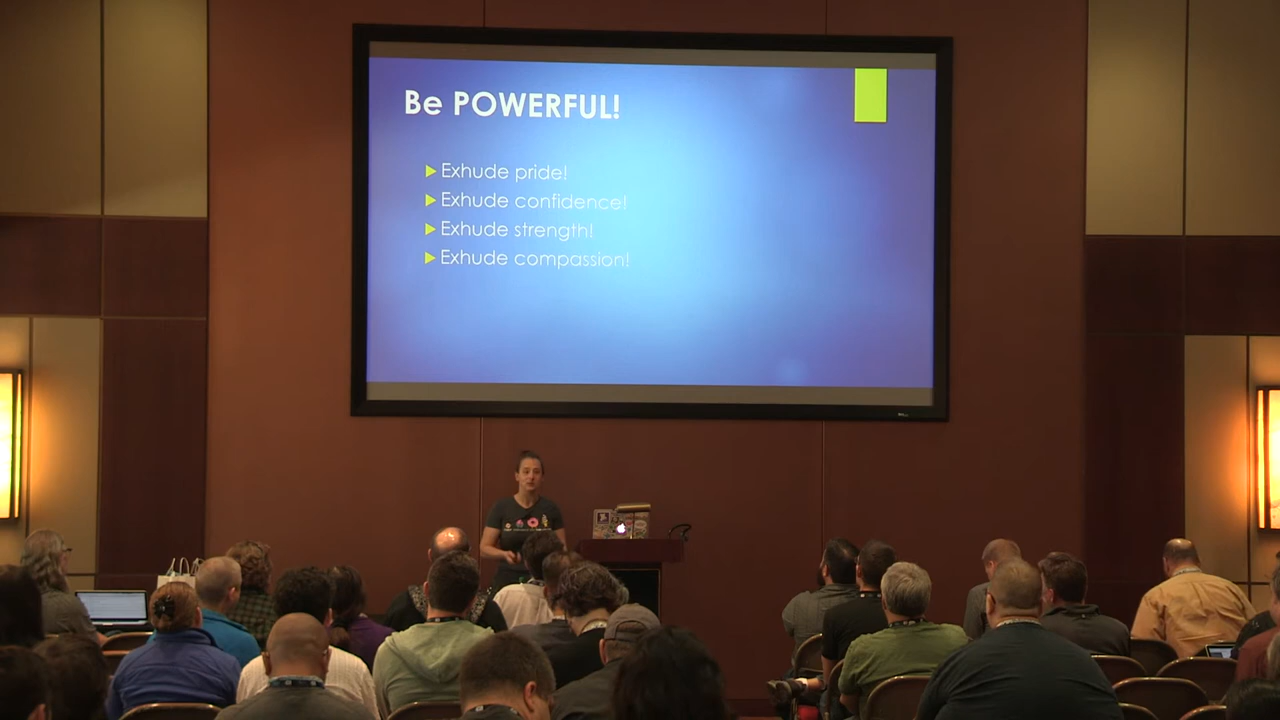 Be POWERFUL!
Exhude pride!
Exhude confidence!
Exhude strength!
Exhude compassion!